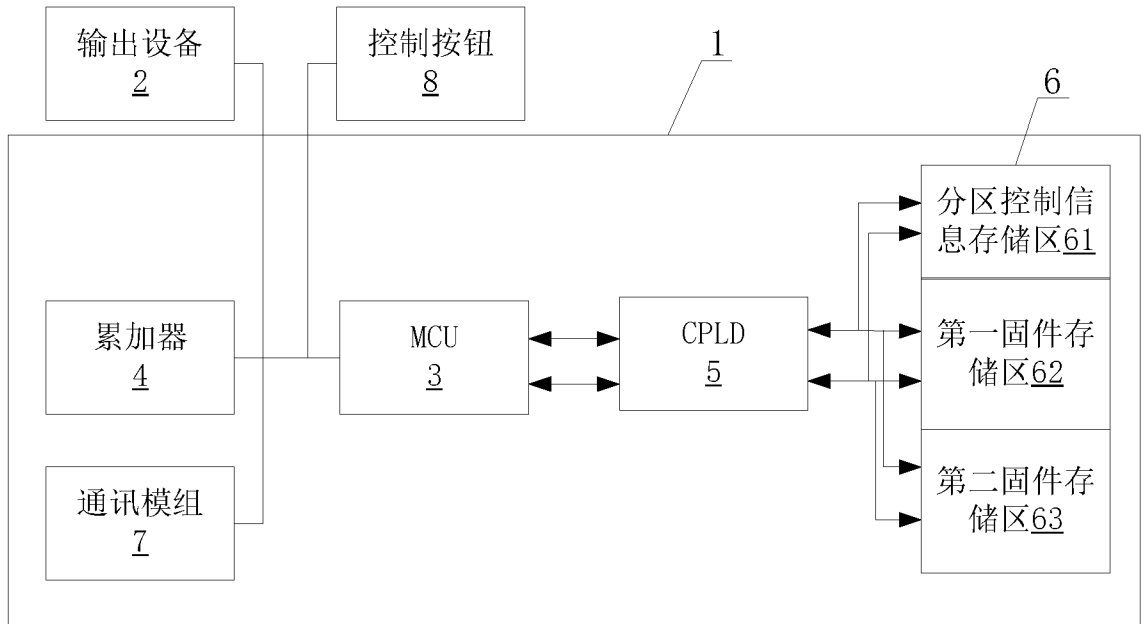 输出设备
2
控制按钮
8
1
6
分区控制信
息存储区61
累加器
4
MCU
3
CPLD
5
第一固件存
储区62
通讯模组
7
第二固件存
储区63